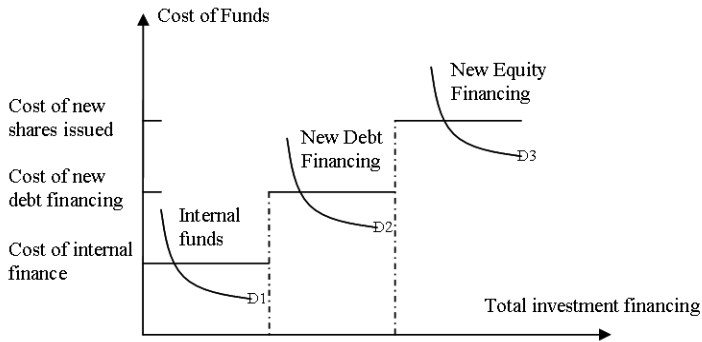 Cost of Funds
New Equity
Financing
Cost of new
shares issued
New Debt
Financing
D3
Cost of new
debt financing
Internal
funds
D2
Cost of internal
finance
D1
Total investment financing